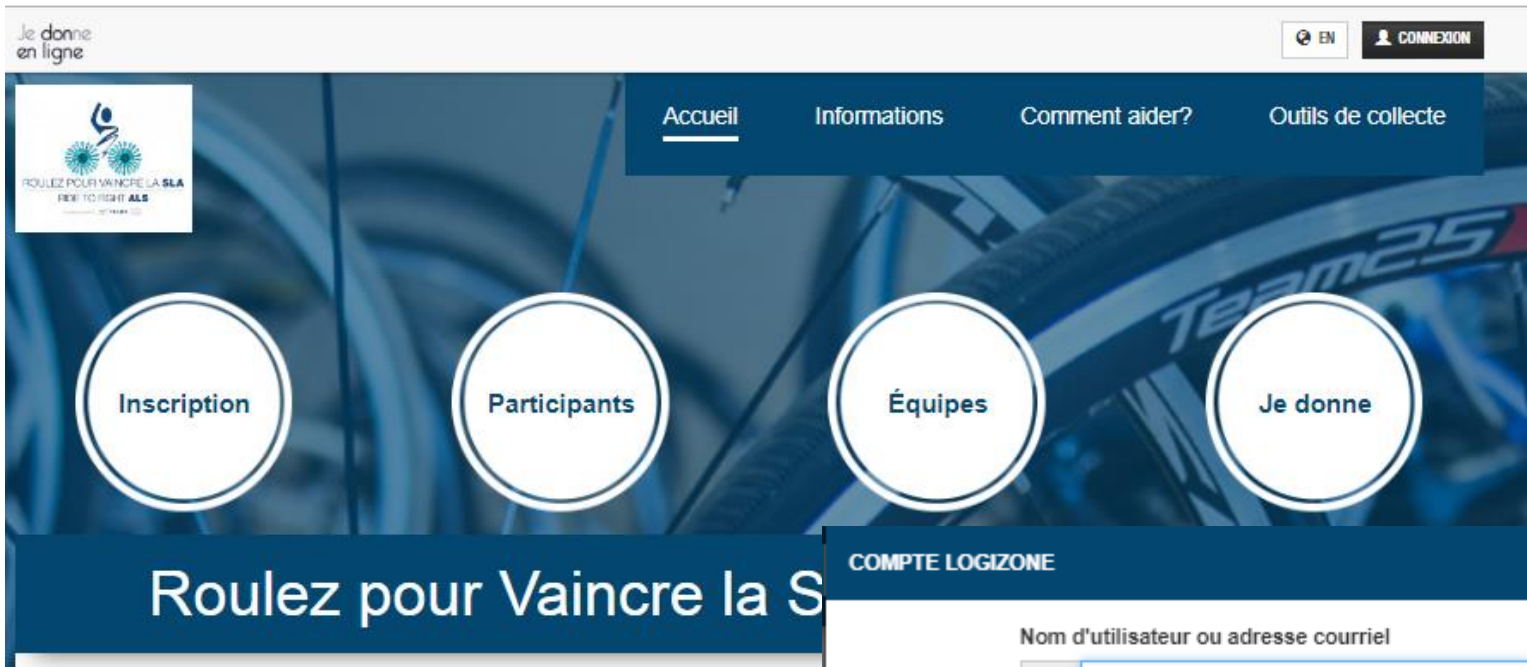 Je donne
en ligne
EN
CONNEXION
Accueil
Informations
Comment aider?
Outils de collecte
ROULEZ POUR VAINCRE LA SLA
RIDE TO FIGHT ALS
Team25
Inscription
Participants
Équipes
Je donne
Roulez pour Vaincre la S
COMPTE LOGIZONE
Nom d'utilisateur ou adresse courriel